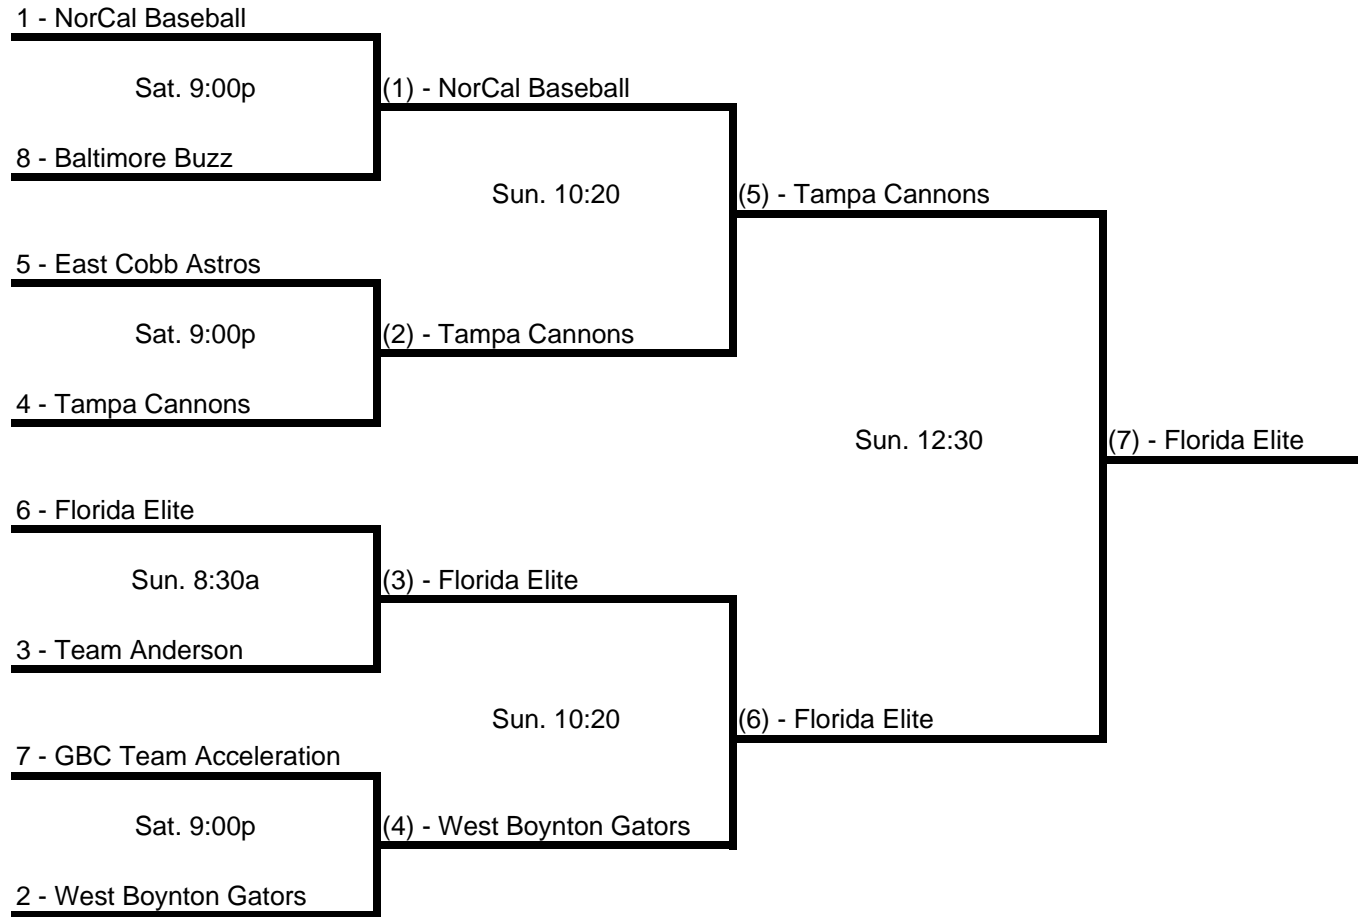 1 - NorCal Baseball
Sat. 9:00p
(1) - NorCal Baseball
8 - Baltimore Buzz
Sun. 10:20
(5) - Tampa Cannons
5 - East Cobb Astros
Sat. 9:00p
(2) - Tampa Cannons
4 - Tampa Cannons
Sun. 12:30
(7) - Florida Elite
6 - Florida Elite
Sun. 8:30a
(3) - Florida Elite
3 - Team Anderson
Sun. 10:20
(6) - Florida Elite
7 - GBC Team Acceleration
Sat. 9:00p
(4) - West Boynton Gators
2 - West Boynton Gators